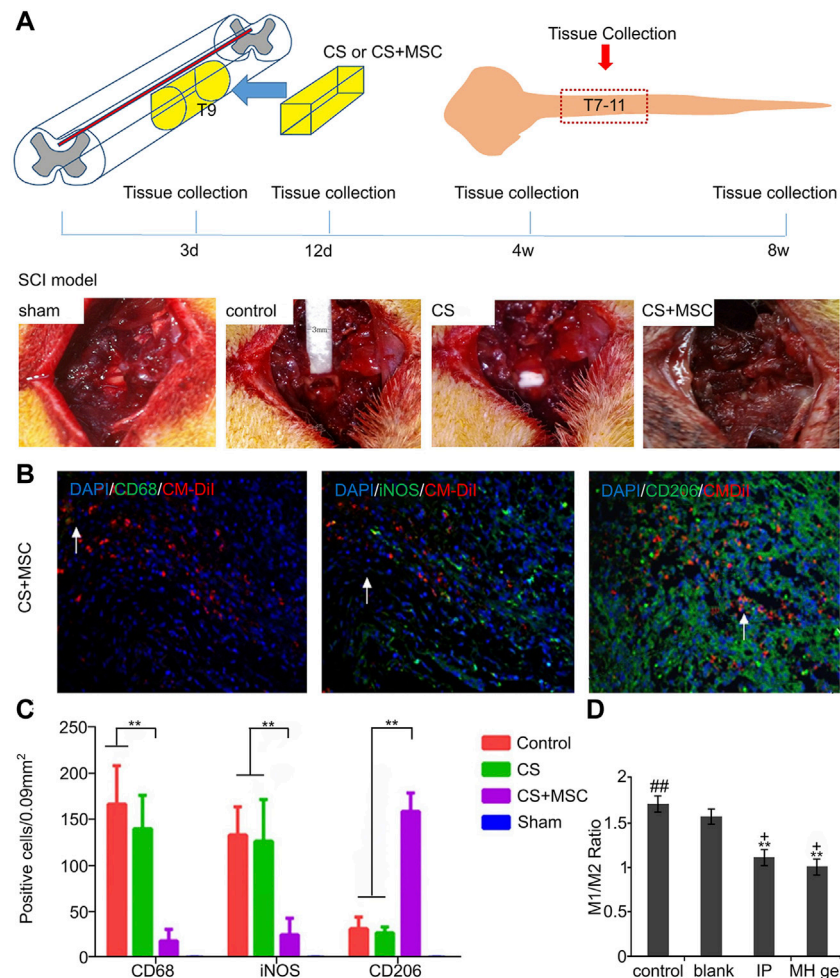 A
CS or CS+MSC
T9
Tissue Collection
T7-11
Tissue collection Tissue collection Tissue collection Tissue collection
3d 12d 4w 8w
SCI model
sham control CS CS+MSC
3mm
B
CS+MSC
DAPI/CD68/CM-DiI DAPI/iNOS/CM-DiI DAPI/CD206/CMDiI
C
Positive cells/0.09mm²
250
200
150
100
50
0
** ** **
CD68 iNOS CD206
Control
CS
CS+MSC
Sham
D
M1/M2 Ratio
2
1.5
1
0.5
0
##
+ +
** **
control blank IP MH ge